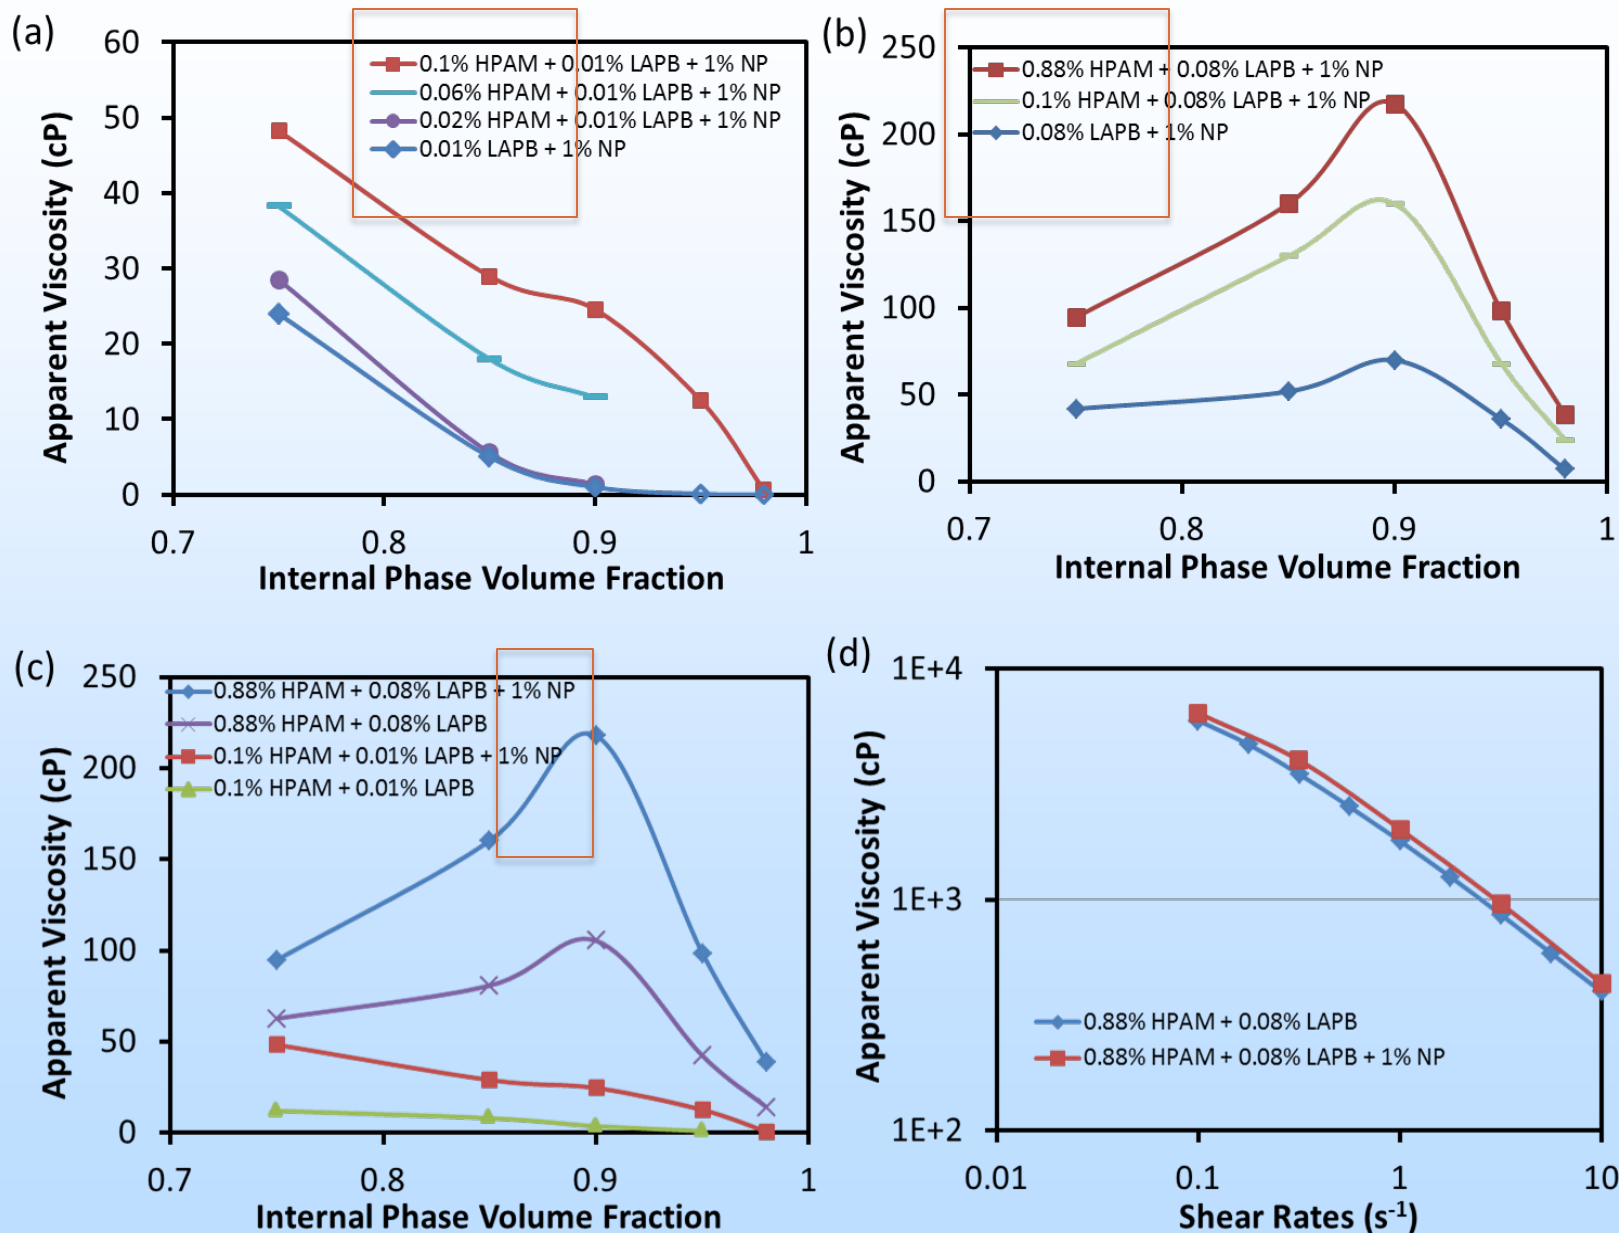 (a)
60
50
40
30
20
10
0
Apparent Viscosity (cP)
0.1% HPAM + 0.01% LAPB + 1% NP
0.06% HPAM + 0.01% LAPB + 1% NP
0.02% HPAM + 0.01% LAPB + 1% NP
0.01% LAPB + 1% NP
0.7 0.8 0.9 1
Internal Phase Volume Fraction
(b)
250
200
150
100
50
0
Apparent Viscosity (cP)
0.88% HPAM + 0.08% LAPB + 1% NP
0.1% HPAM + 0.08% LAPB + 1% NP
0.08% LAPB + 1% NP
0.7 0.8 0.9 1
Internal Phase Volume Fraction
(c)
250
200
150
100
50
0
Apparent Viscosity (cP)
0.88% HPAM + 0.08% LAPB + 1% NP
0.88% HPAM + 0.08% LAPB
0.1% HPAM + 0.01% LAPB + 1% NP
0.1% HPAM + 0.01% LAPB
0.7 0.8 0.9 1
Internal Phase Volume Fraction
(d)
1E+4
1E+3
1E+2
Apparent Viscosity (cP)
0.88% HPAM + 0.08% LAPB
0.88% HPAM + 0.08% LAPB + 1% NP
0.01 0.1 1 10
Shear Rates (s⁻¹)